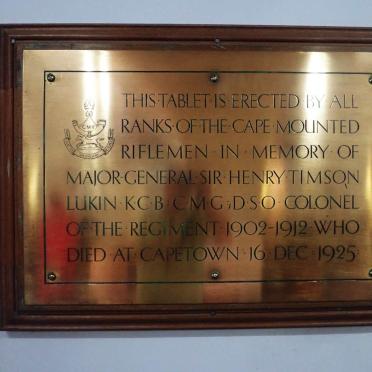 THIS·TABLET·IS·ERECTED·BY·ALL
RANKS·OF·THE·CAPE·MOUNTED
RIFLEMEN·IN·MEMORY·OF
MAJOR·GENERAL·SIR·HENRY TIMSON
LUKIN·K·C·B·C·M·G·,D·S·O·COLONEL
OF·THE·REGIMENT·1902-1912·WHO
DIED·AT·CAPETOWN·16·DEC·1925·